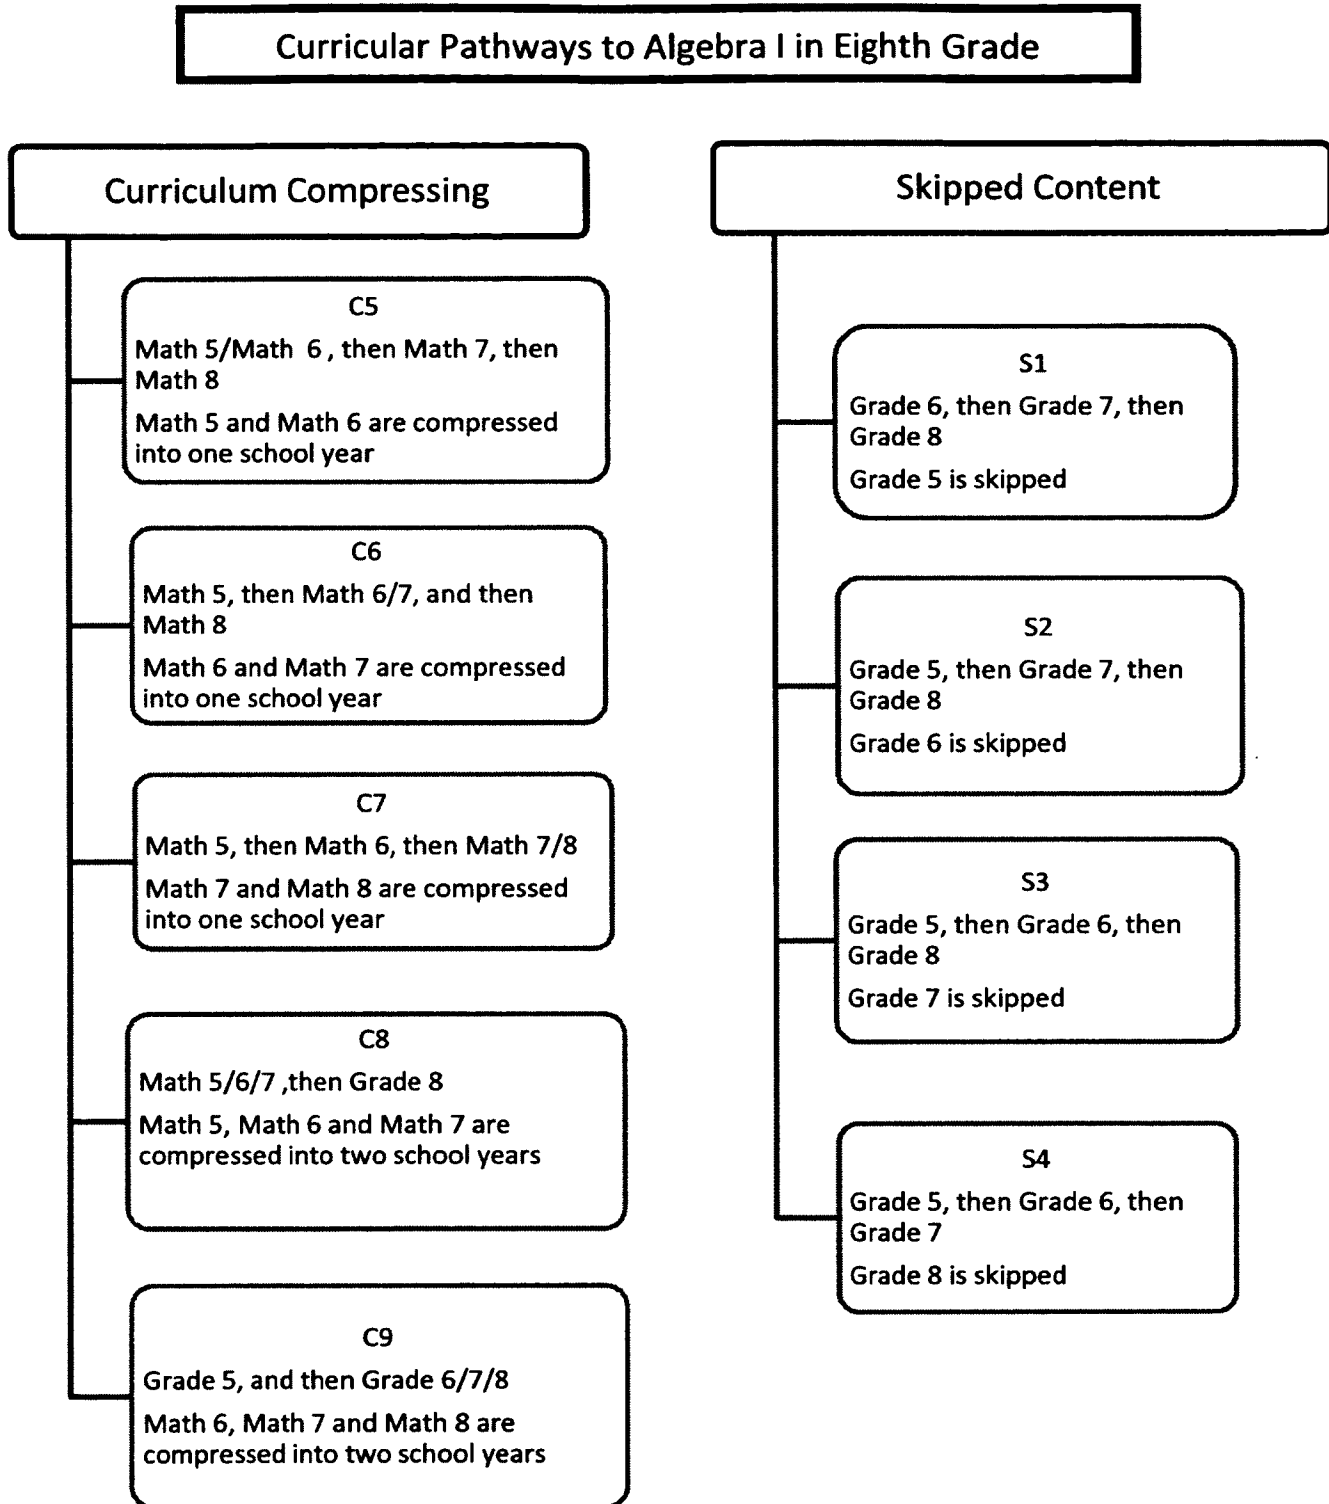 Curricular Pathways to Algebra I in Eighth Grade
Curriculum Compressing
C5
Math 5/Math 6 , then Math 7, then
Math 8
Math 5 and Math 6 are compressed
into one school year
C6
Math 5, then Math 6/7, and then
Math 8
Math 6 and Math 7 are compressed
into one school year
C7
Math 5, then Math 6, then Math 7/8
Math 7 and Math 8 are compressed
into one school year
C8
Math 5/6/7 ,then Grade 8
Math 5, Math 6 and Math 7 are
compressed into two school years
C9
Grade 5, and then Grade 6/7/8
Math 6, Math 7 and Math 8 are
compressed into two school years
Skipped Content
S1
Grade 6, then Grade 7, then
Grade 8
Grade 5 is skipped
S2
Grade 5, then Grade 7, then
Grade 8
Grade 6 is skipped
S3
Grade 5, then Grade 6, then
Grade 8
Grade 7 is skipped
S4
Grade 5, then Grade 6, then
Grade 7
Grade 8 is skipped